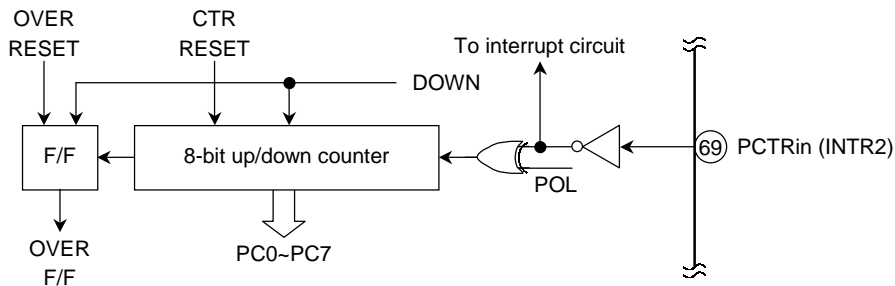 OVER
RESET
CTR
RESET
To interrupt circuit
DOWN
F/F
8-bit up/down counter
POL
69 PCTRin (INTR2)
OVER
F/F
PC0~PC7